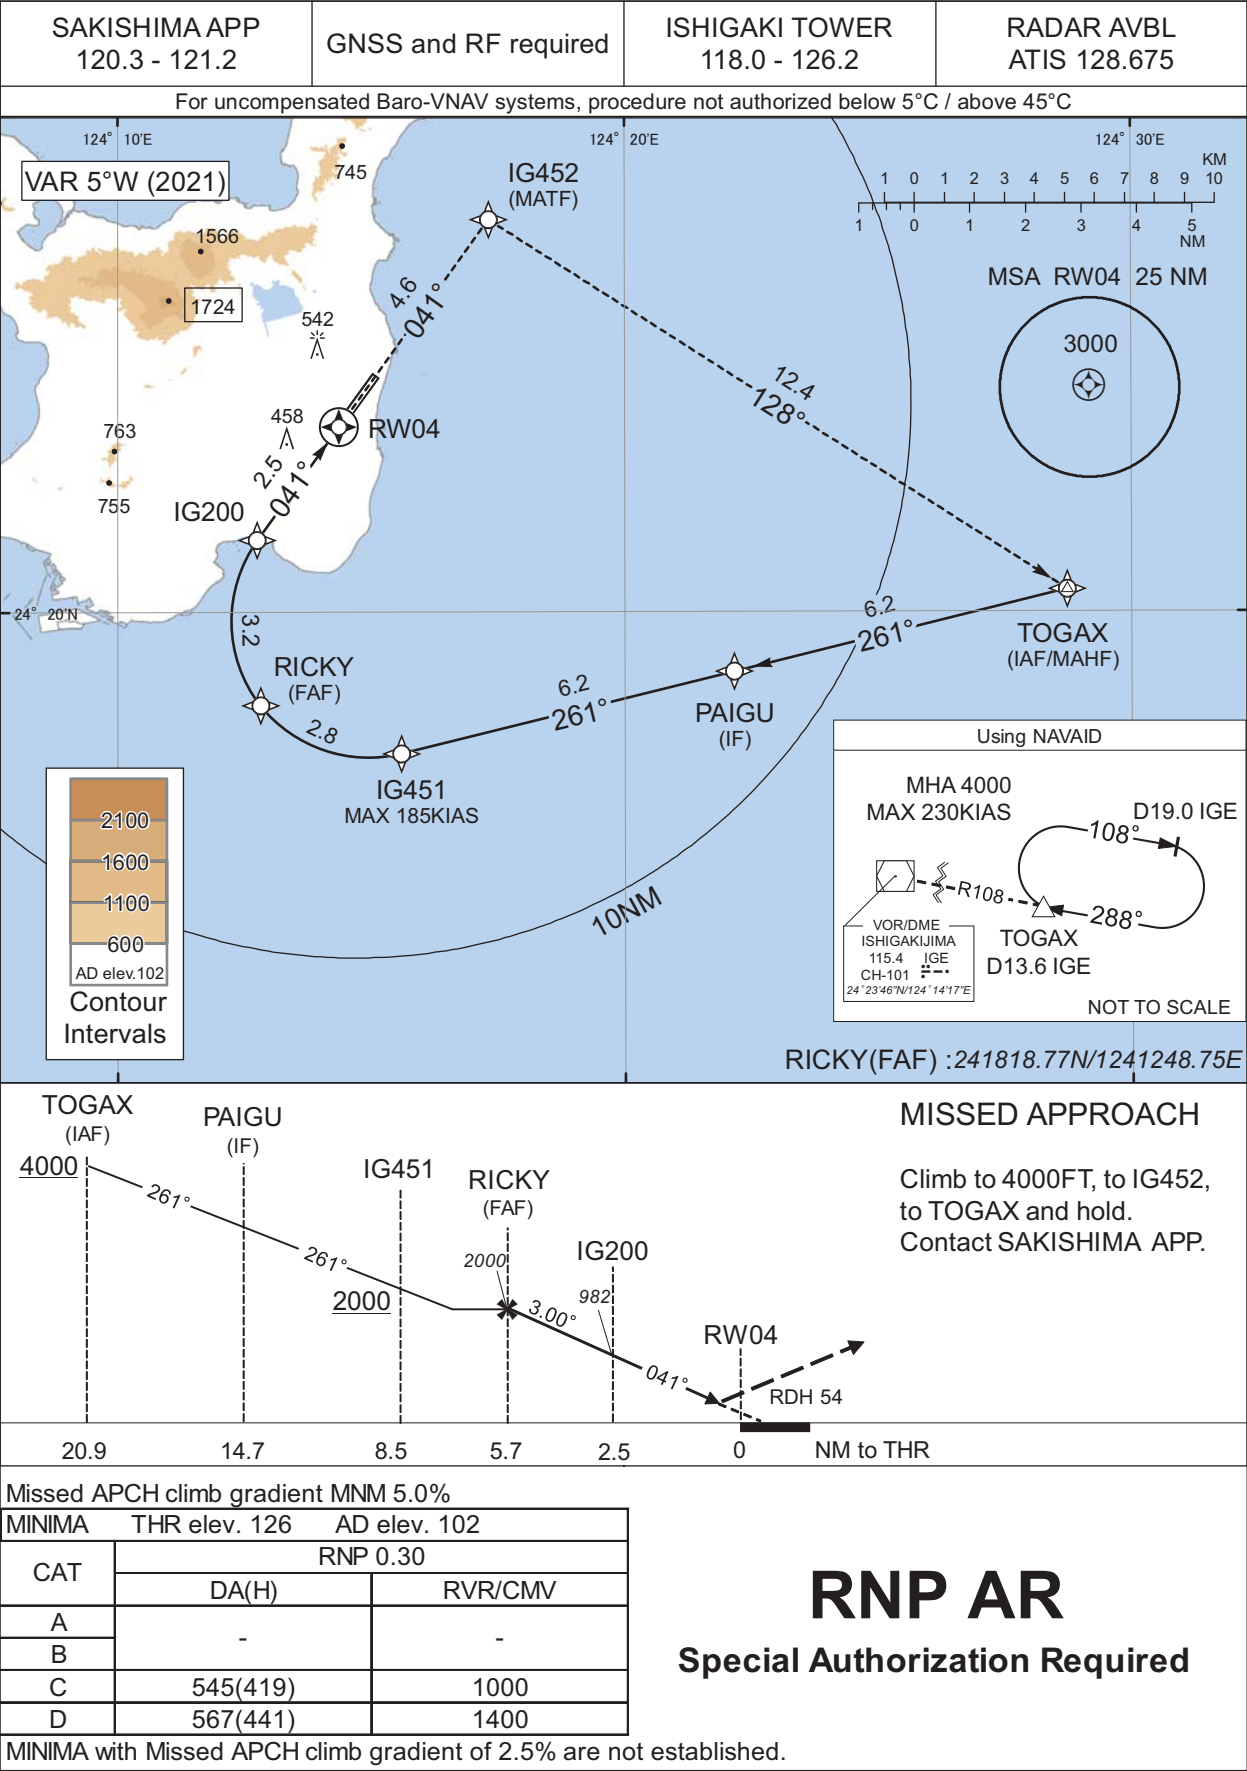 SAKISHIMA APP
120.3 - 121.2
GNSS and RF required
ISHIGAKI TOWER
118.0 - 126.2
RADAR AVBL
ATIS 128.675
For uncompensated Baro-VNAV systems, procedure not authorized below 5°C / above 45°C
124° 10'E
124° 20'E
124° 30'E
VAR 5°W (2021)
745
IG452
(MATF)
KM
1 0 1 2 3 4 5 6 7 8 9 10
1 0 1 2 3 4 5
NM
1566
1724
542
4.6
041°
MSA RW04 25 NM
3000
12.4
128°
458
RW04
763
755
2.5
041°
IG200
24° 20'N
3.2
6.2
261°
TOGAX
(IAF/MAHF)
RICKY
(FAF)
2.8
6.2
261°
PAIGU
(IF)
IG451
MAX 185KIAS
2100
1600
1100
600
AD elev.102
Contour
Intervals
10NM
Using NAVAID
MHA 4000
MAX 230KIAS
D19.0 IGE
108°
R108
288°
TOGAX
D13.6 IGE
VOR/DME
ISHIGAKIJIMA
115.4 IGE
CH-101
24°23'46"N/124°14'17"E
NOT TO SCALE
RICKY(FAF) :241818.77N/1241248.75E
TOGAX
(IAF)
PAIGU
(IF)
IG451
RICKY
(FAF)
IG200
4000
261°
261°
2000
2000
3.00°
982
041°
RW04
RDH 54
20.9 14.7 8.5 5.7 2.5 0 NM to THR
MISSED APPROACH
Climb to 4000FT, to IG452,
to TOGAX and hold.
Contact SAKISHIMA APP.
Missed APCH climb gradient MNM 5.0%
MINIMA THR elev. 126 AD elev. 102
CAT
RNP 0.30
DA(H) RVR/CMV
A
B
- -
C 545(419) 1000
D 567(441) 1400
MINIMA with Missed APCH climb gradient of 2.5% are not established.
RNP AR
Special Authorization Required